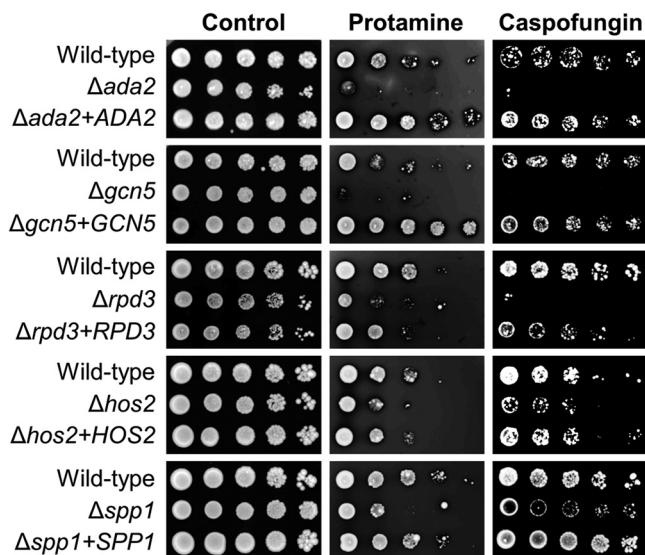 Control Protamine Caspofungin
Wild-type
Δada2
Δada2+ADA2
Wild-type
Δgcn5
Δgcn5+GCN5
Wild-type
Δrpd3
Δrpd3+RPD3
Wild-type
Δhos2
Δhos2+HOS2
Wild-type
Δspp1
Δspp1+SPP1